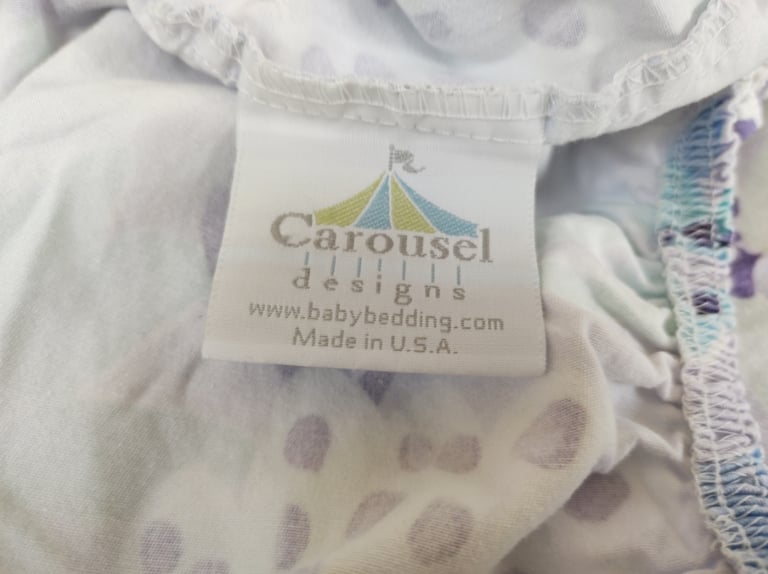 Carousel
designs
www.babybedding.com
Made in U.S.A.